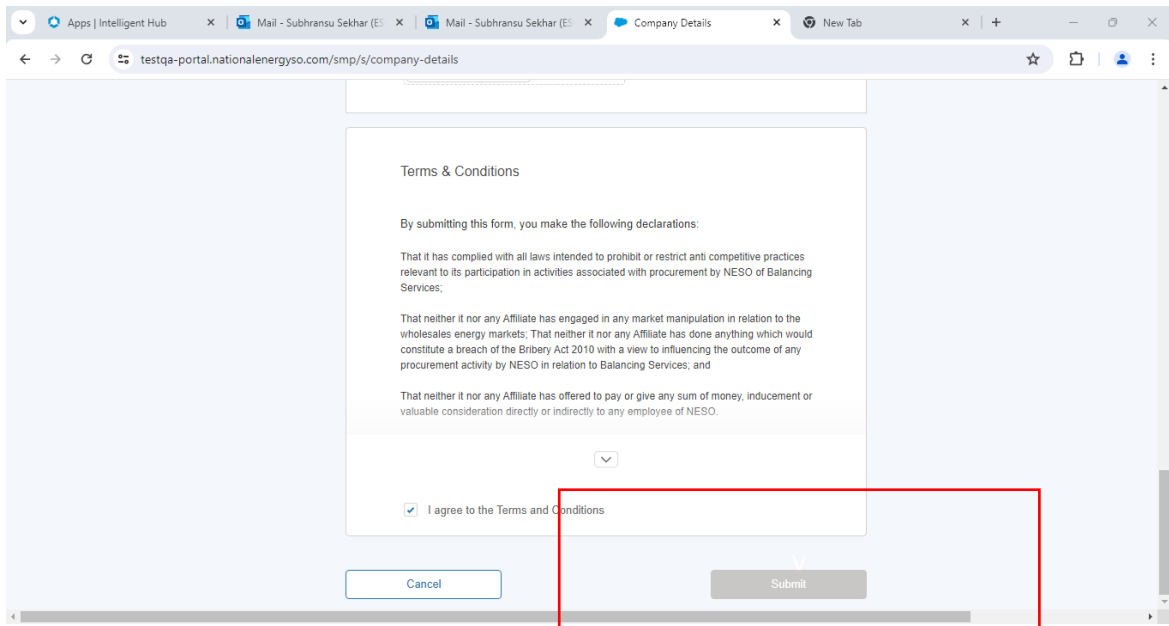 Apps | Intelligent Hub
Mail - Subhransu Sekhar (ES
Mail - Subhransu Sekhar (ES
Company Details
New Tab
testqa-portal.nationalenergyso.com/smp/s/company-details
Terms & Conditions
By submitting this form, you make the following declarations:
That it has complied with all laws intended to prohibit or restrict anti competitive practices
relevant to its participation in activities associated with procurement by NESO of Balancing
Services;
That neither it nor any Affiliate has engaged in any market manipulation in relation to the
wholesales energy markets; That neither it nor any Affiliate has done anything which would
constitute a breach of the Bribery Act 2010 with a view to influencing the outcome of any
procurement activity by NESO in relation to Balancing Services; and
That neither it nor any Affiliate has offered to pay or give any sum of money, inducement or
valuable consideration directly or indirectly to any employee of NESO.
I agree to the Terms and Conditions
V
Cancel
Submit